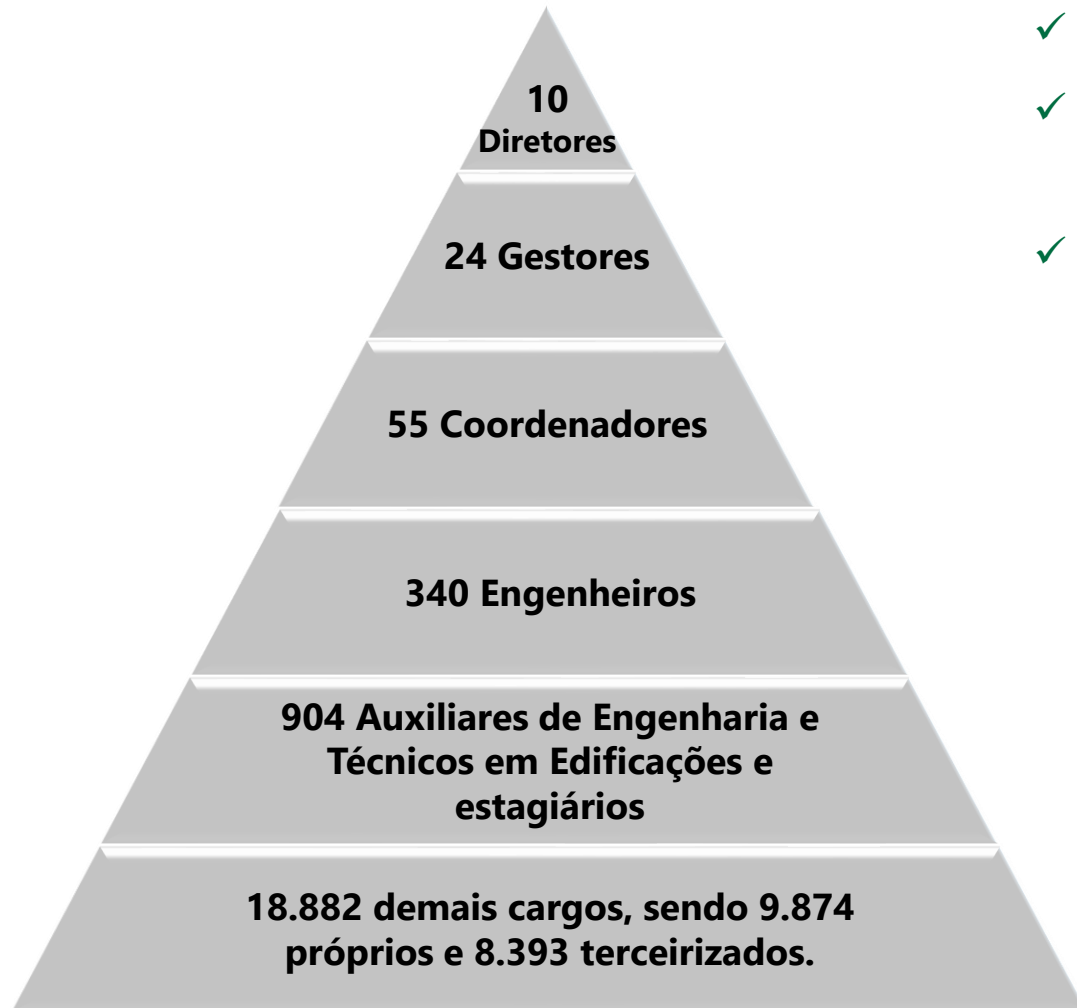 10
Diretores
24 Gestores
55 Coordenadores
340 Engenheiros
904 Auxiliares de Engenharia e
Técnicos em Edificações e
estagiários
18.882 demais cargos, sendo 9.874
próprios e 8.393 terceirizados.